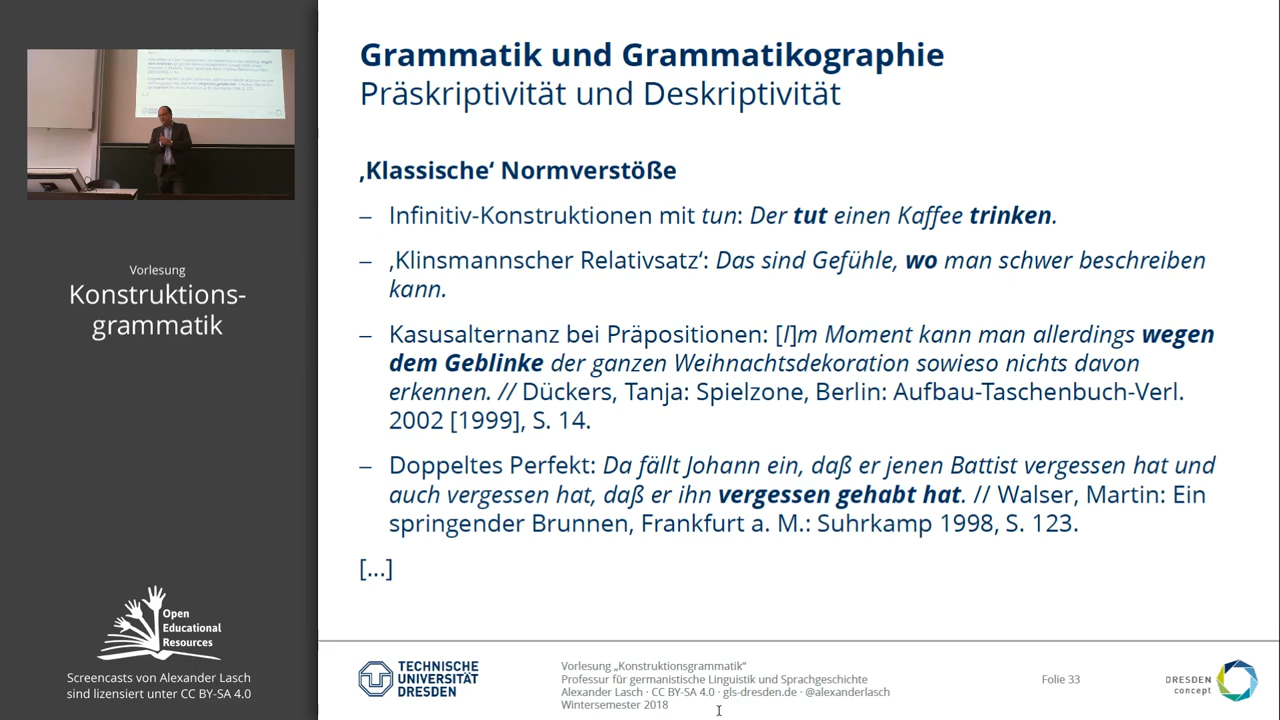 Vorlesung
Konstruktions-
grammatik
Open
Educational
Resources
Screencasts von Alexander Lasch
sind lizensiert unter CC BY-SA 4.0
Grammatik und Grammatikographie
Präskriptivität und Deskriptivität
‚Klassische‘ Normverstöße
– Infinitiv-Konstruktionen mit tun: Der tut einen Kaffee trinken.
– ‚Klinsmannscher Relativsatz‘: Das sind Gefühle, wo man schwer beschreiben
kann.
– Kasusalternanz bei Präpositionen: [I]m Moment kann man allerdings wegen
dem Geblinke der ganzen Weihnachtsdekoration sowieso nichts davon
erkennen. // Dückers, Tanja: Spielzone, Berlin: Aufbau-Taschenbuch-Verl.
2002 [1999], S. 14.
– Doppeltes Perfekt: Da fällt Johann ein, daß er jenen Battist vergessen hat und
auch vergessen hat, daß er ihn vergessen gehabt hat. // Walser, Martin: Ein
springender Brunnen, Frankfurt a. M.: Suhrkamp 1998, S. 123.
[...]
TECHNISCHE
UNIVERSITÄT
DRESDEN
Vorlesung „Konstruktionsgrammatik“
Professur für germanistische Linguistik und Sprachgeschichte
Alexander Lasch · CC BY-SA 4.0 · gls-dresden.de · @alexanderlasch
Wintersemester 2018
Folie 33
DRESDEN
concept